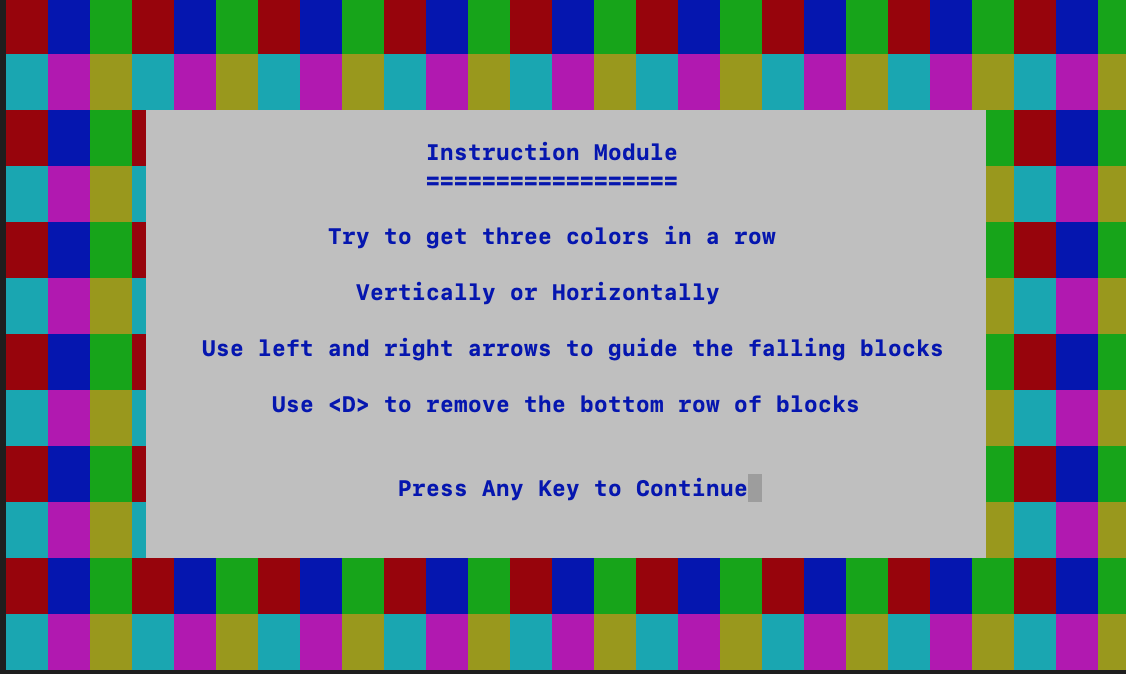 Instruction Module
==================
Try to get three colors in a row
Vertically or Horizontally
Use left and right arrows to guide the falling blocks
Use <D> to remove the bottom row of blocks
Press Any Key to Continue